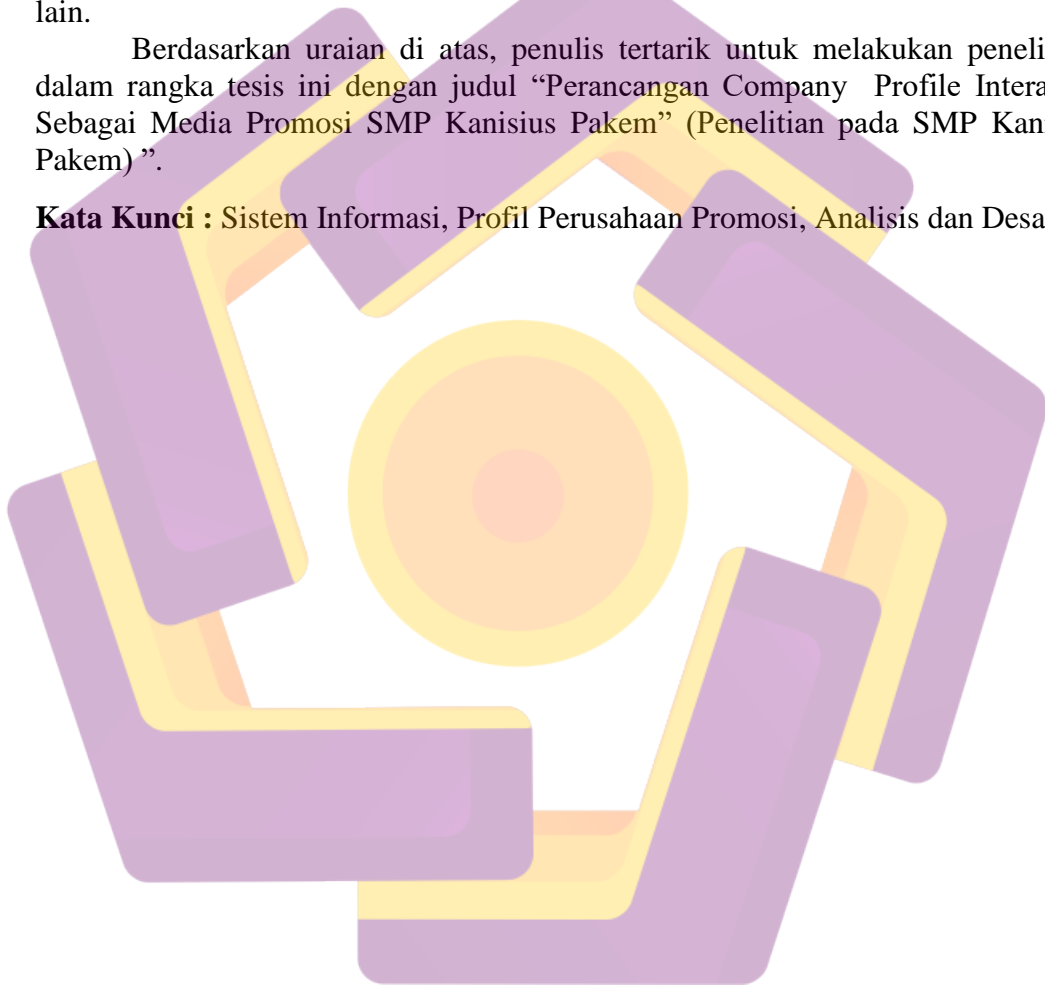 lain.
Berdasarkan uraian di atas, penulis tertarik untuk melakukan peneli
dalam rangka tesis ini dengan judul “Perancangan Company Profile Intera
Sebagai Media Promosi SMP Kanisius Pakem” (Penelitian pada SMP Kani
Pakem) ”.
Kata Kunci : Sistem Informasi, Profil Perusahaan Promosi, Analisis dan Desa